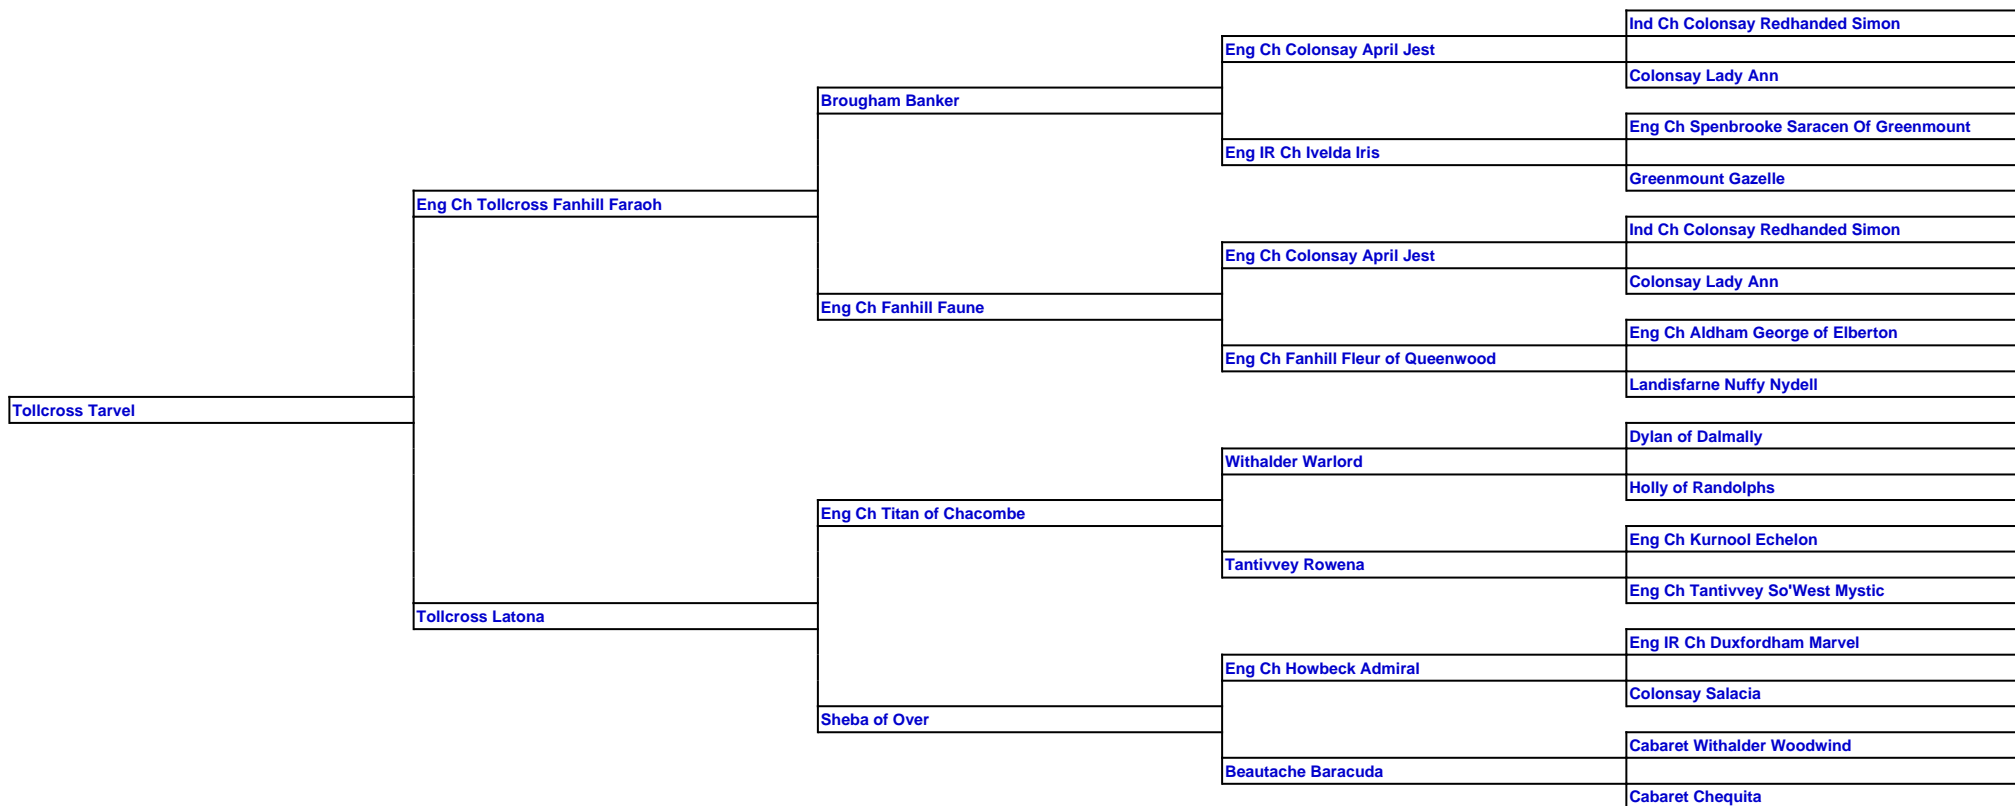 Ind Ch Colonsay Redhanded Simon
Eng Ch Colonsay April Jest
Colonsay Lady Ann
Brougham Banker
Eng Ch Spenbrooke Saracen Of Greenmount
Eng IR Ch Ivelda Iris
Greenmount Gazelle
Eng Ch Tollcross Fanhill Faraoh
Ind Ch Colonsay Redhanded Simon
Eng Ch Colonsay April Jest
Colonsay Lady Ann
Eng Ch Fanhill Faune
Eng Ch Aldham George of Elberton
Eng Ch Fanhill Fleur of Queenwood
Landisfarne Nuffy Nydell
Tollcross Tarvel
Dylan of Dalmally
Withalder Warlord
Holly of Randolphs
Eng Ch Titan of Chacombe
Eng Ch Kurnool Echelon
Tantivvey Rowena
Eng Ch Tantivvey So'West Mystic
Tollcross Latona
Eng IR Ch Duxfordham Marvel
Eng Ch Howbeck Admiral
Colonsay Salacia
Sheba of Over
Cabaret Withalder Woodwind
Beautache Baracuda
Cabaret Chequita